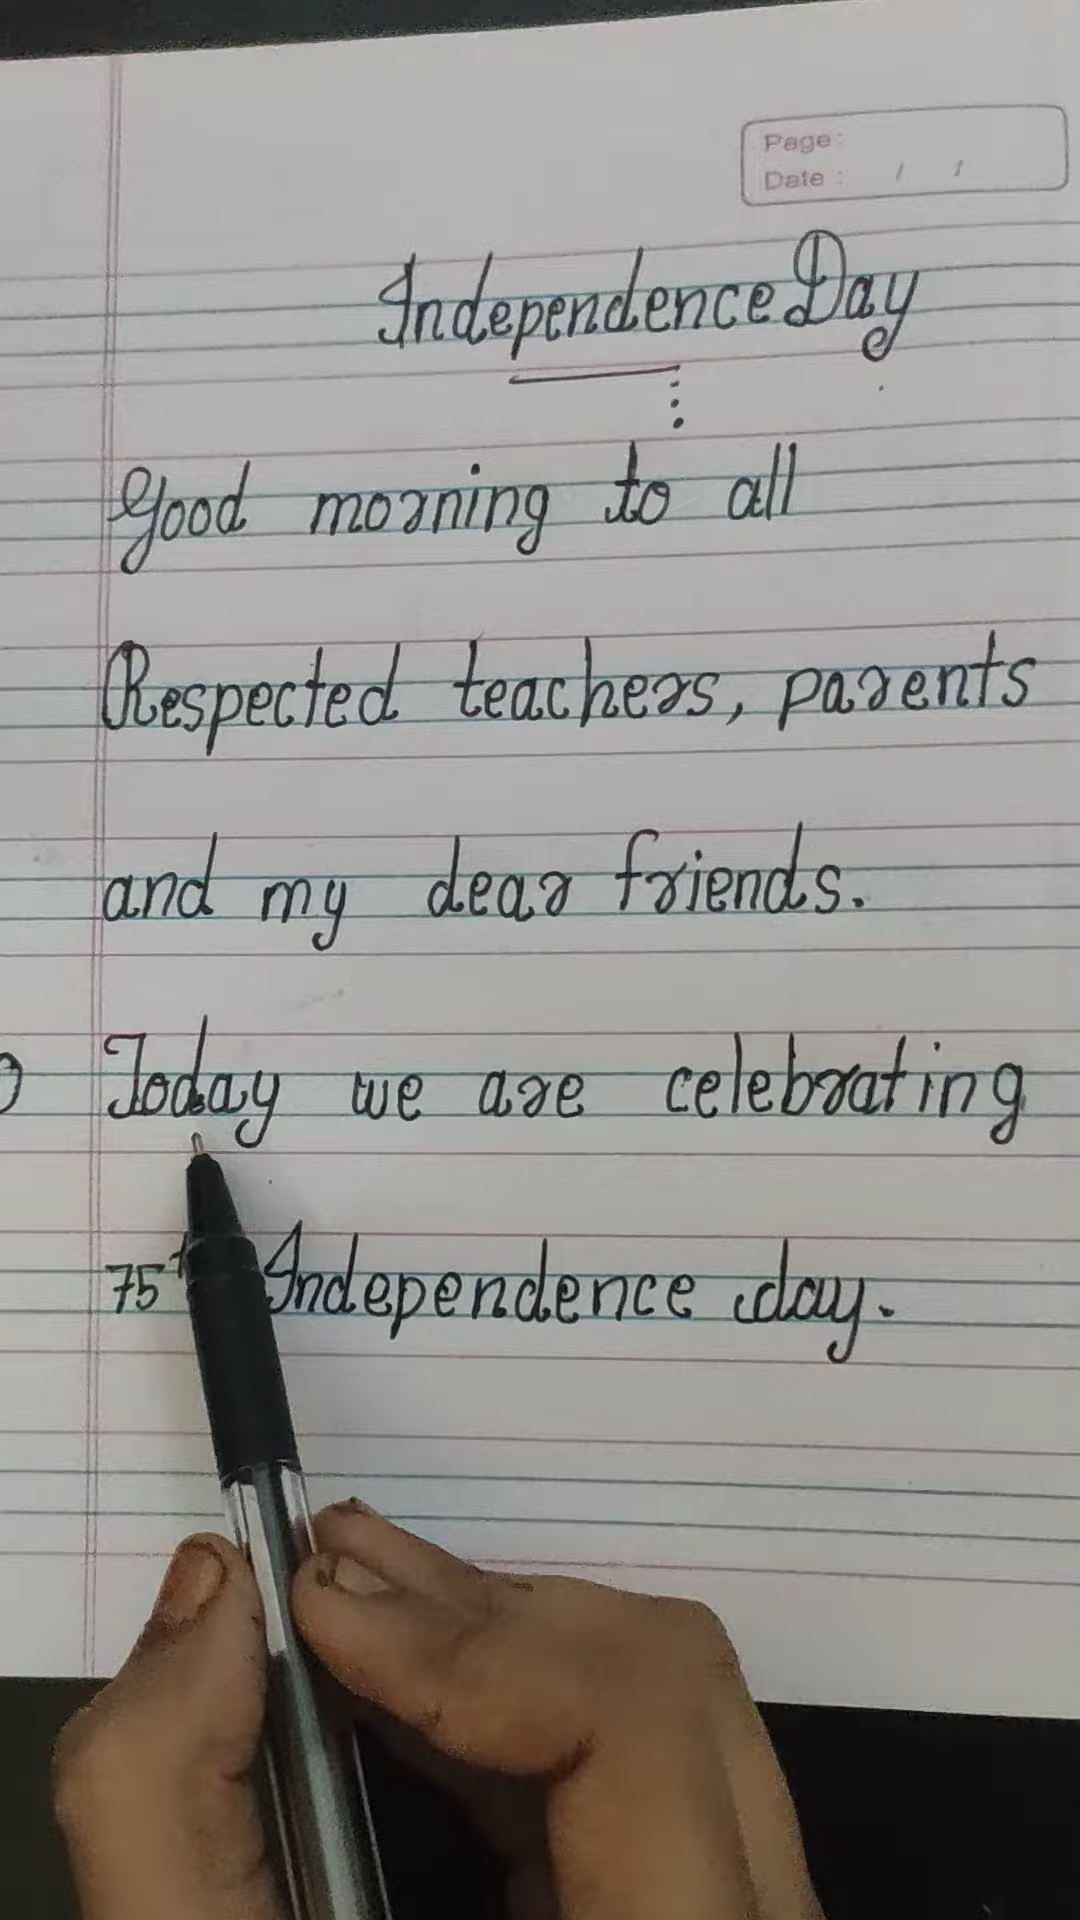 Page:
Date: / /
Independence Day
Good morning to all
Respected teachers, parents
and my dear friends.
Today we are celebrating
75t Independence day.